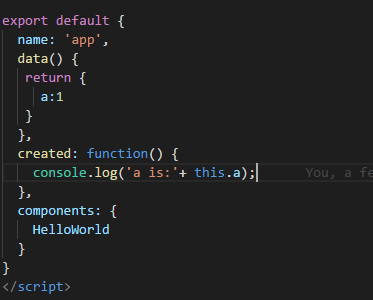 export default {
  name: 'app',
  data() {
    return {
      a:1
    }
  },
  created: function() {
    console.log('a is:'+ this.a);    You, a fe
  },
  components: {
    HelloWorld
  }
}
</script>